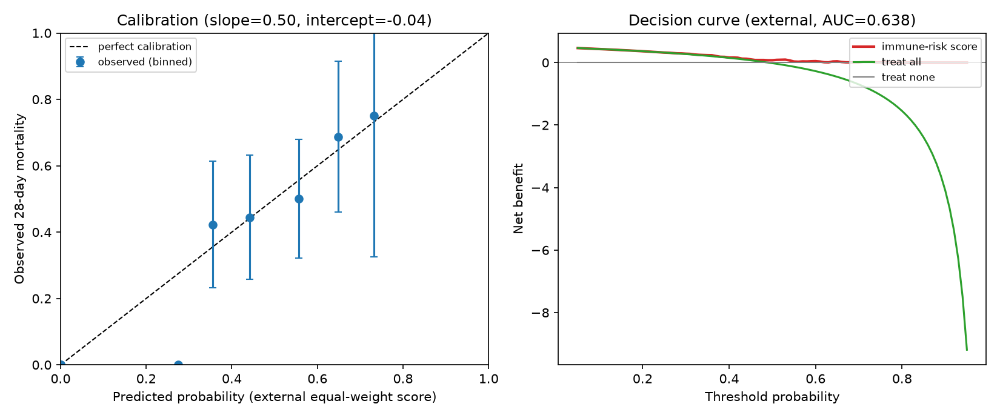 Calibration (slope=0.50, intercept=-0.04)
perfect calibration
observed (binned)
1.0
0.8
0.6
0.4
0.2
0.0
Observed 28-day mortality
0.0 0.2 0.4 0.6 0.8 1.0
Predicted probability (external equal-weight score)
Decision curve (external, AUC=0.638)
immune-risk score
treat all
treat none
0
−2
−4
−6
−8
Net benefit
0.2 0.4 0.6 0.8
Threshold probability